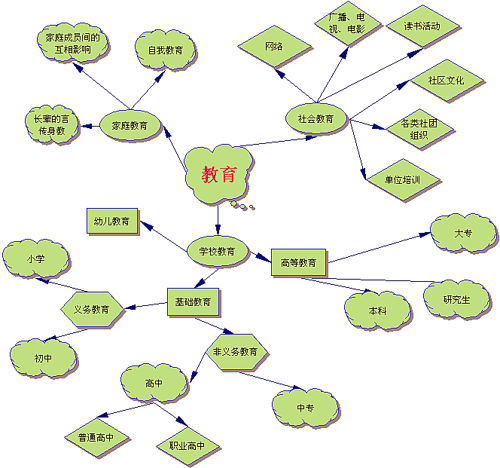 家庭成员间的
互相影响
自我教育
长辈的言
传身教
家庭教育
网络
广播、电
视、电影
读书活动
社区文化
社会教育
各类社团
组织
单位培训
教育
幼儿教育
学校教育
高等教育
大专
研究生
本科
小学
义务教育
基础教育
初中
非义务教育
高中
中专
普通高中
职业高中